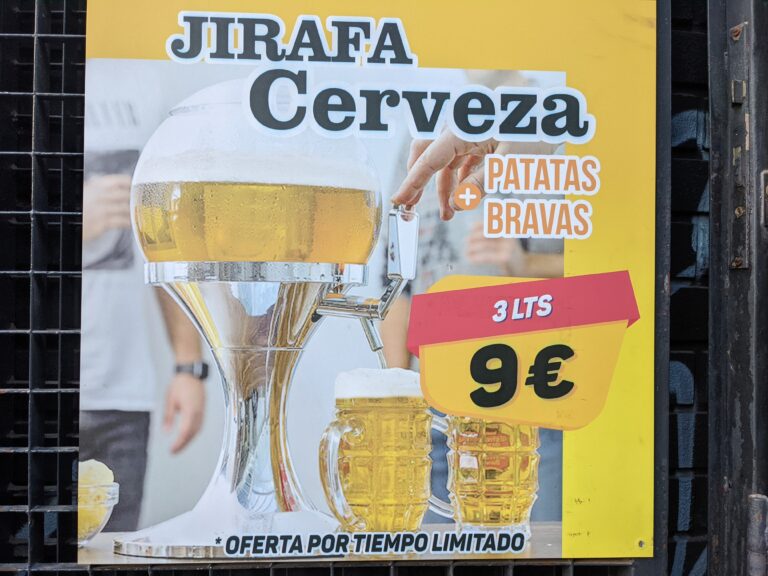 JIRAFA
Cerveza
+ PATATAS
BRAVAS
3 LTS
9€
* OFERTA POR TIEMPO LIMITADO